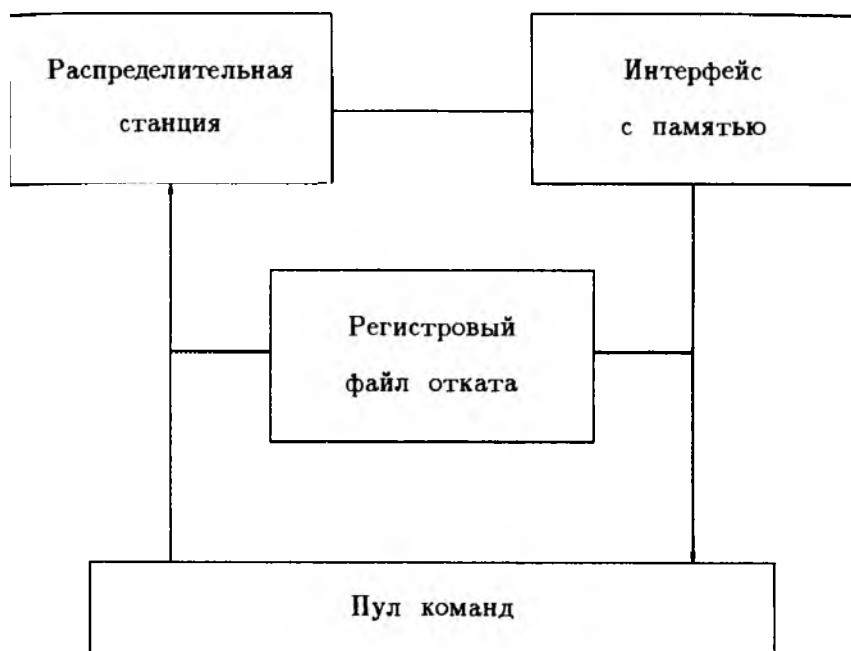 Распределительная
станция
Интерфейс
с памятью
Регистровый
файл отката
Пул команд